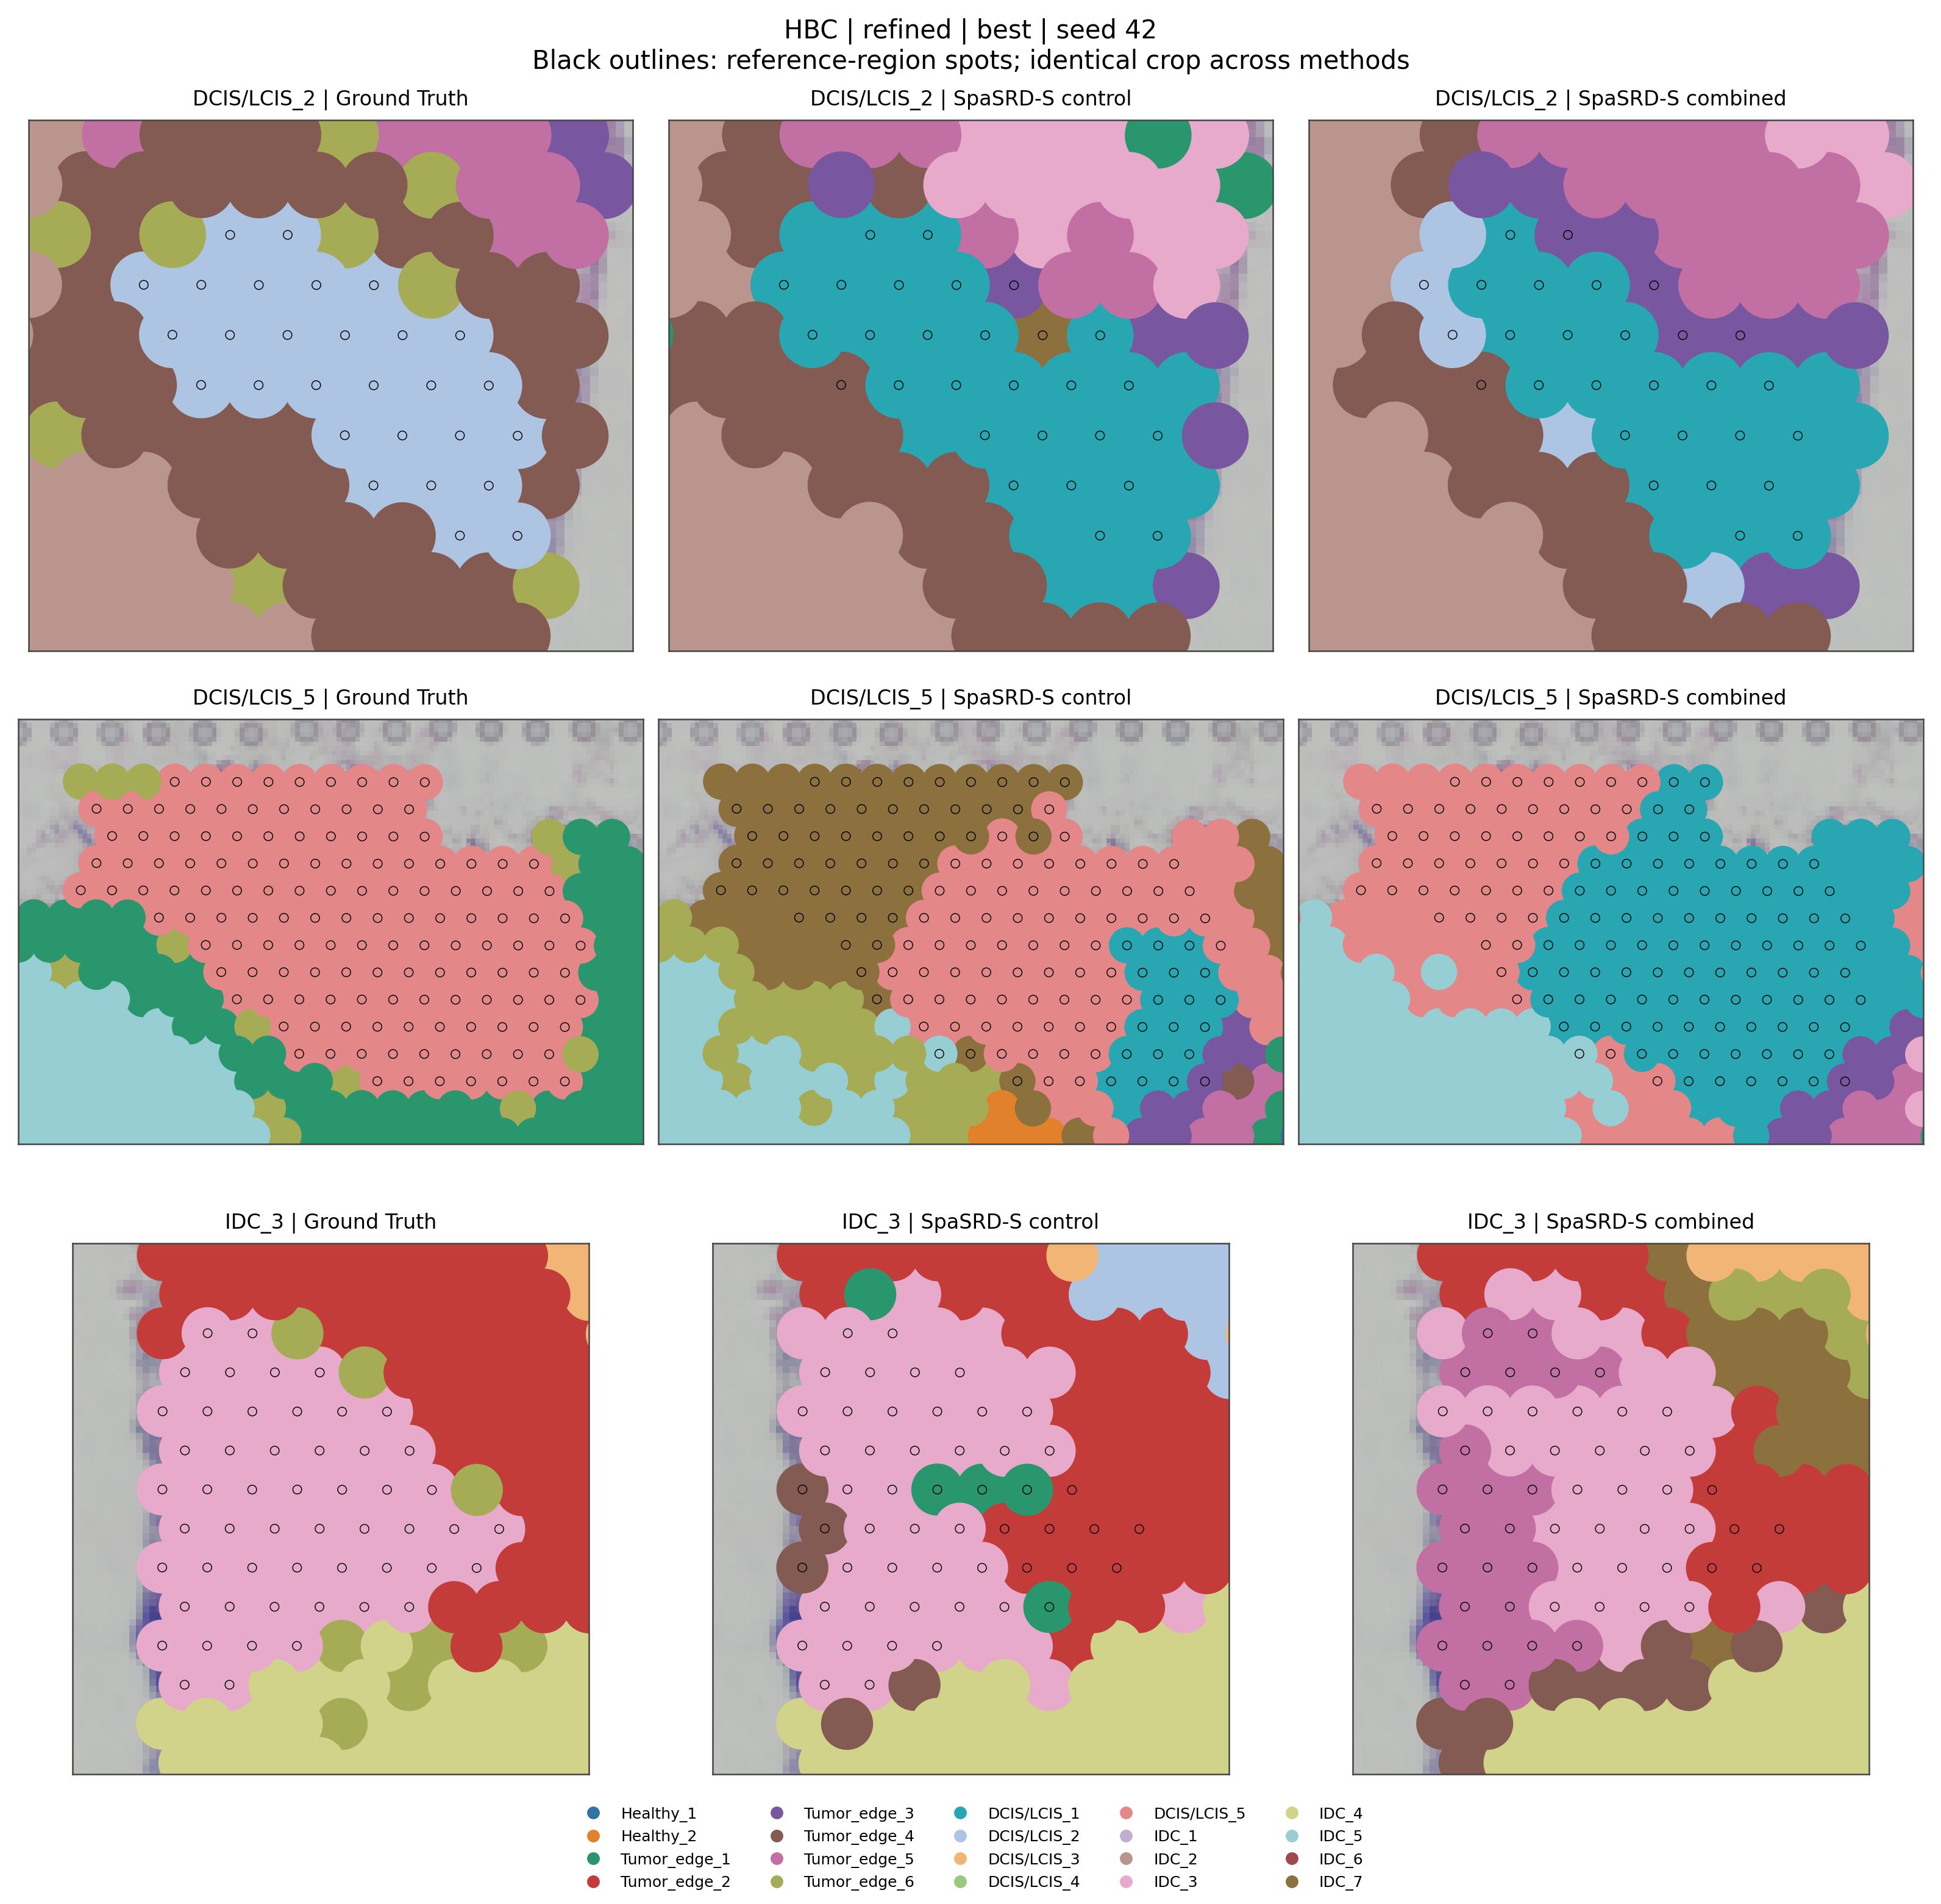 HBC | refined | best | seed 42
Black outlines: reference-region spots; identical crop across methods
DCIS/LCIS_2 | Ground Truth
DCIS/LCIS_2 | SpaSRD-S control
DCIS/LCIS_2 | SpaSRD-S combined
DCIS/LCIS_5 | Ground Truth
DCIS/LCIS_5 | SpaSRD-S control
DCIS/LCIS_5 | SpaSRD-S combined
IDC_3 | Ground Truth
IDC_3 | SpaSRD-S control
IDC_3 | SpaSRD-S combined
Healthy_1
Healthy_2
Tumor_edge_1
Tumor_edge_2
Tumor_edge_3
Tumor_edge_4
Tumor_edge_5
Tumor_edge_6
DCIS/LCIS_1
DCIS/LCIS_2
DCIS/LCIS_3
DCIS/LCIS_4
DCIS/LCIS_5
IDC_1
IDC_2
IDC_3
IDC_4
IDC_5
IDC_6
IDC_7